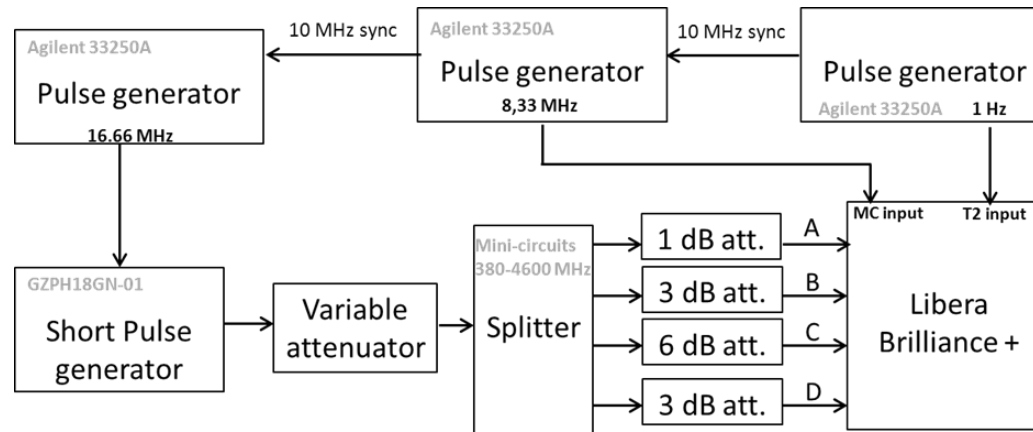 Agilent 33250A
Pulse generator
16.66 MHz
10 MHz sync
Agilent 33250A
Pulse generator
8,33 MHz
10 MHz sync
Pulse generator
Agilent 33250A 1 Hz
GZPH18GN-01
Short Pulse
generator
Variable
attenuator
Mini-circuits
380-4600 MHz
Splitter
1 dB att.
A
3 dB att.
B
6 dB att.
C
3 dB att.
D
MC input T2 input
Libera
Brilliance +